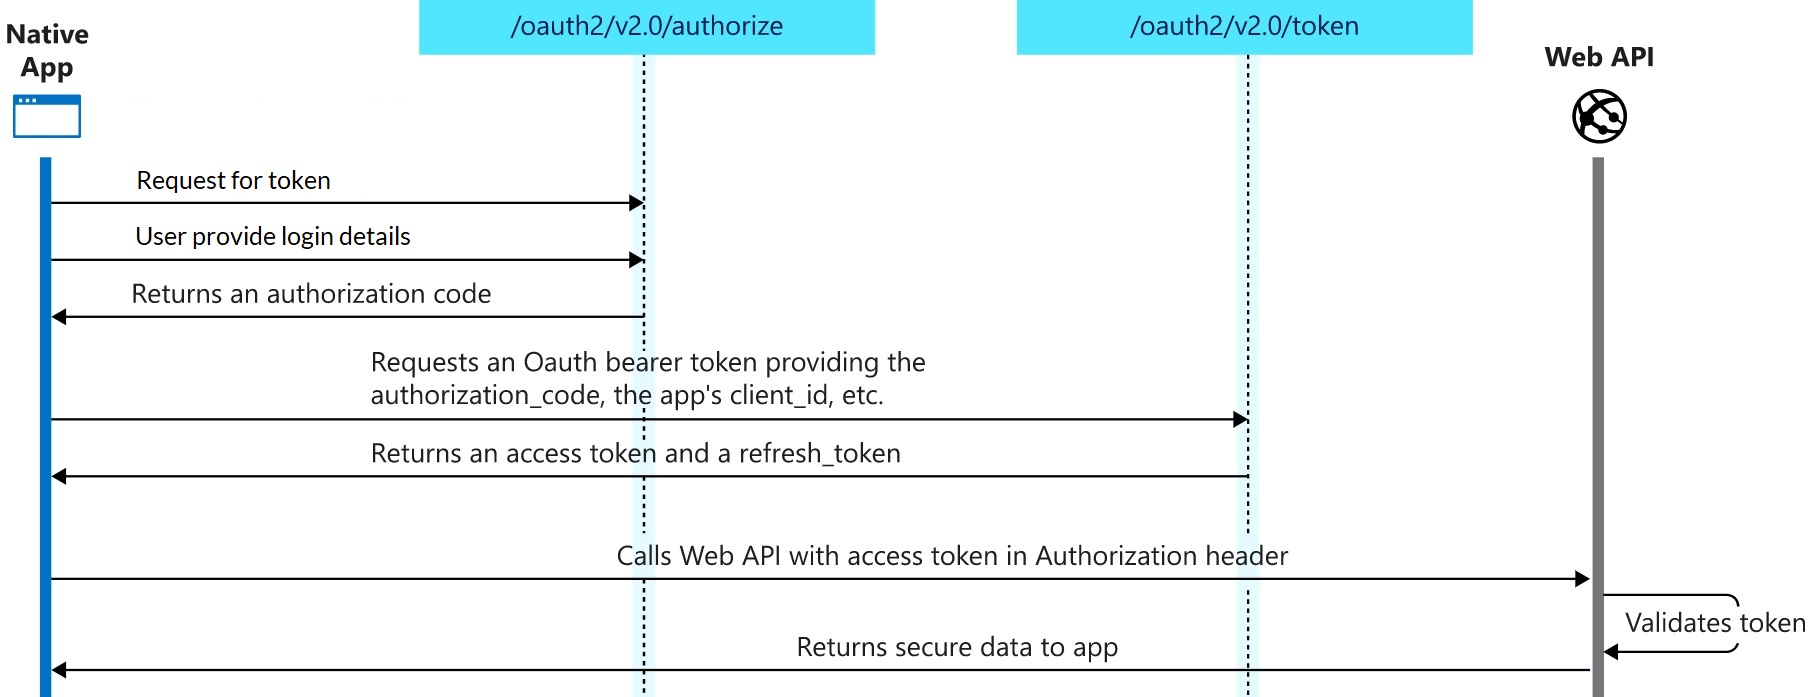 Native
App
/oauth2/v2.0/authorize
/oauth2/v2.0/token
Web API
Request for token
User provide login details
Returns an authorization code
Requests an Oauth bearer token providing the
authorization_code, the app's client_id, etc.
Returns an access token and a refresh_token
Calls Web API with access token in Authorization header
Validates token
Returns secure data to app